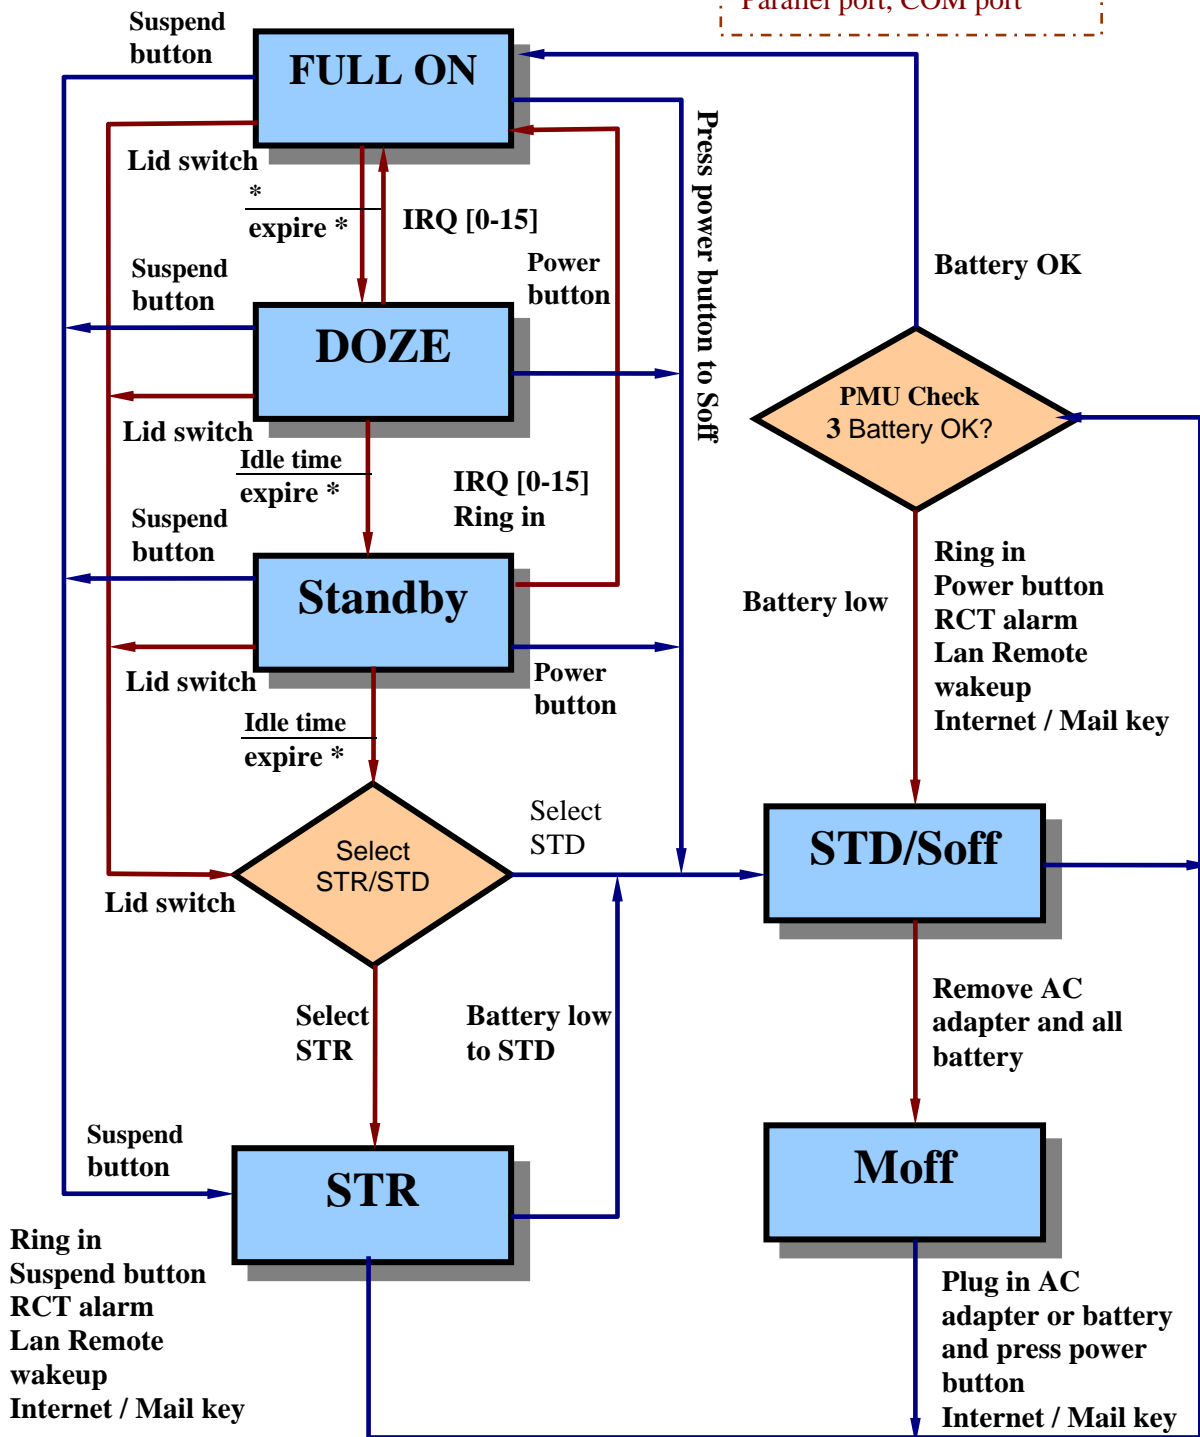 Parallel port, COM port
Suspend
button
FULL ON
Lid switch
*
expire *
IRQ [0-15]
Press power button to Soff
Suspend
button
Power
button
Battery OK
DOZE
PMU Check
3 Battery OK?
Lid switch
Idle time
expire *
IRQ [0-15]
Ring in
Suspend
button
Standby
Battery low
Ring in
Power button
RCT alarm
Lan Remote
wakeup
Internet / Mail key
Lid switch
Power
button
Idle time
expire *
Select
STR/STD
Select
STD
STD/Soff
Lid switch
Select
STR
Battery low
to STD
Remove AC
adapter and all
battery
Suspend
button
STR
Moff
Ring in
Suspend button
RCT alarm
Lan Remote
wakeup
Internet / Mail key
Plug in AC
adapter or battery
and press power
button
Internet / Mail key